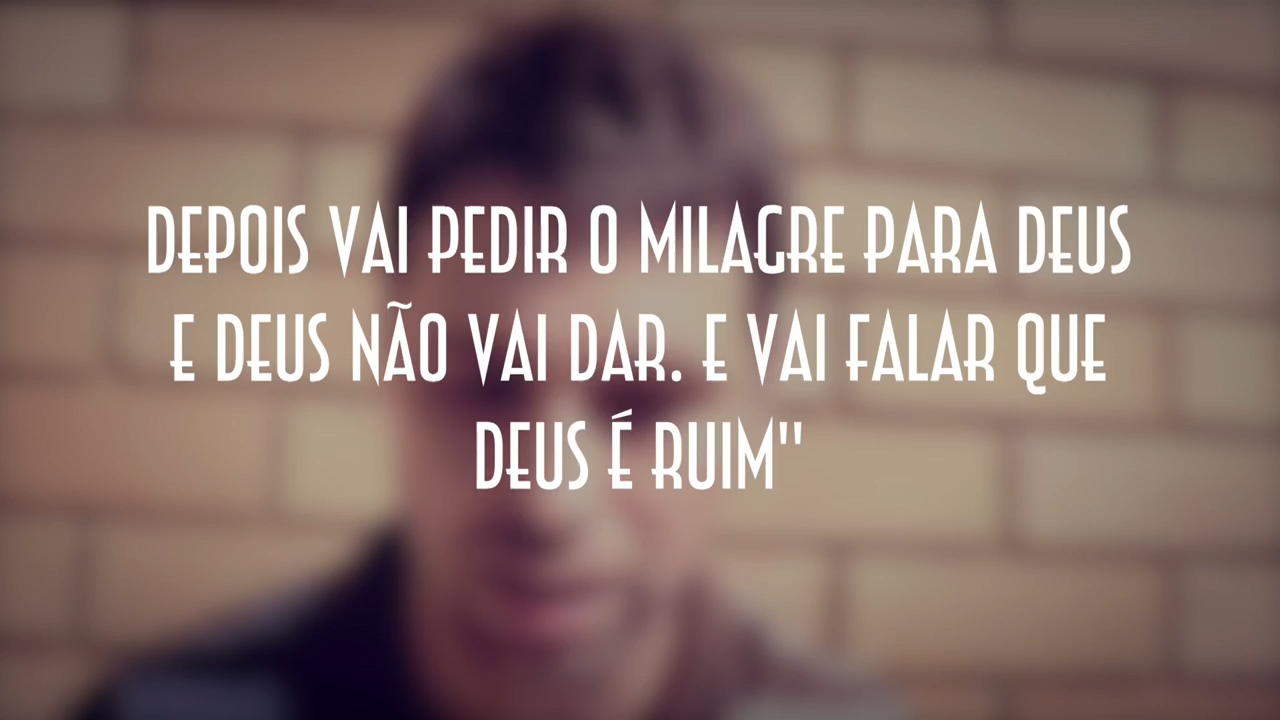 DEPOIS VAI PEDIR O MILAGRE PARA DEUS
E DEUS NÃO VAI DAR. E VAI FALAR QUE
DEUS É RUIM"